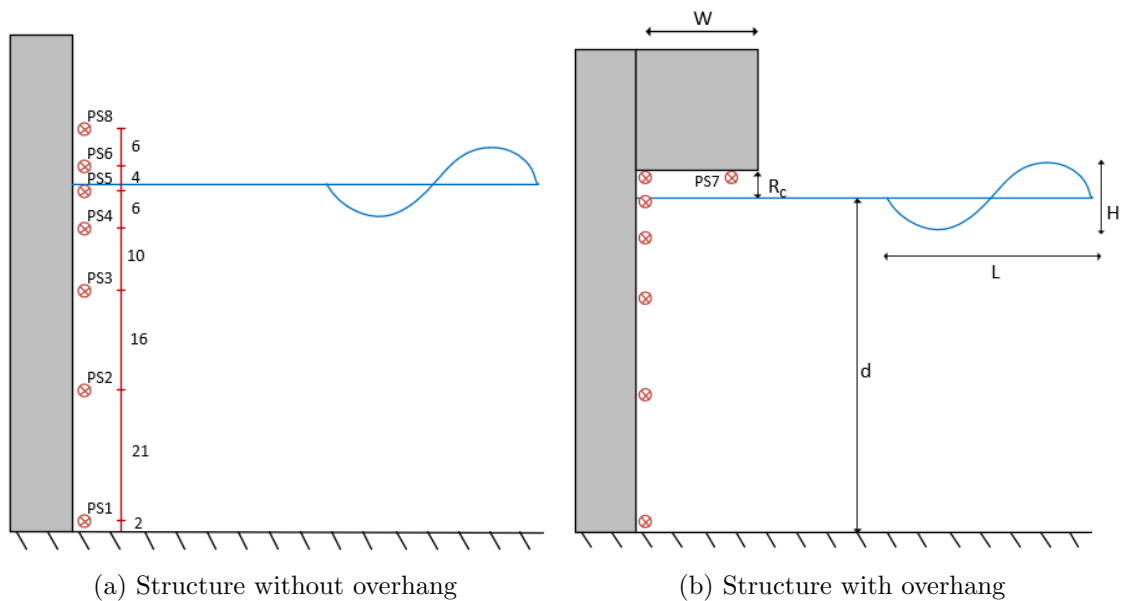 PS8
6
PS6
4
PS5
6
PS4
10
PS3
16
PS2
21
PS1
2
(a) Structure without overhang
W
PS7
R_c
H
L
d
(b) Structure with overhang